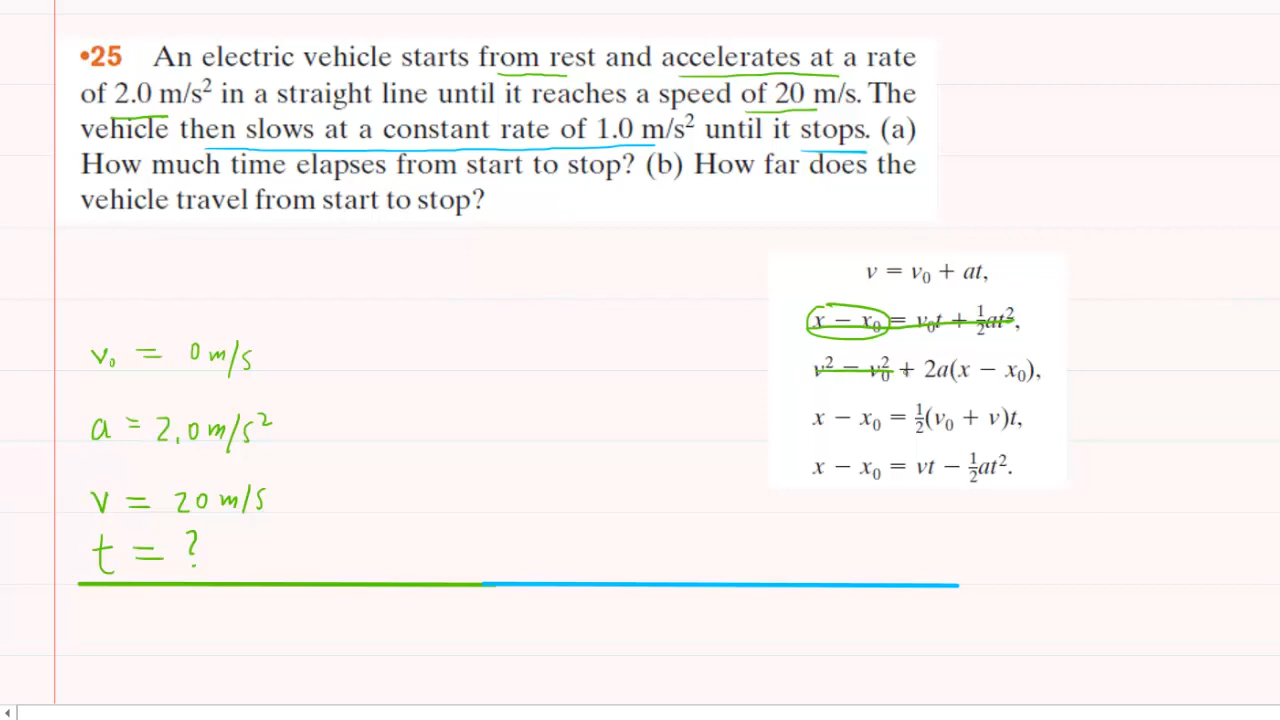 •25 An electric vehicle starts from rest and accelerates at a rate
of 2.0 m/s² in a straight line until it reaches a speed of 20 m/s. The
vehicle then slows at a constant rate of 1.0 m/s² until it stops. (a)
How much time elapses from start to stop? (b) How far does the
vehicle travel from start to stop?
v = v₀ + at,
x − x₀ = v₀t + ½at²,
v² = v₀² + 2a(x − x₀),
x − x₀ = ½(v₀ + v)t,
x − x₀ = vt − ½at².
v₀ = 0 m/s
a = 2.0 m/s²
v = 20 m/s
t = ?